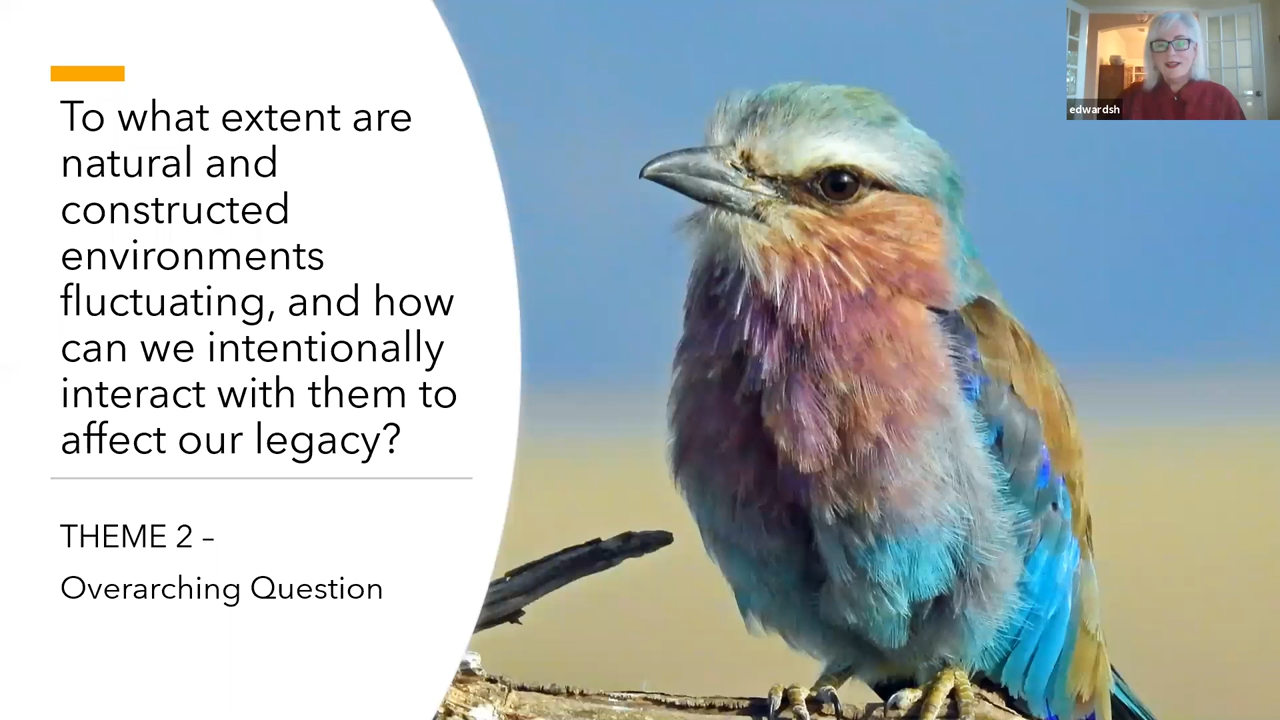 To what extent are
natural and
constructed
environments
fluctuating, and how
can we intentionally
interact with them to
affect our legacy?
THEME 2 –
Overarching Question
edwardsh